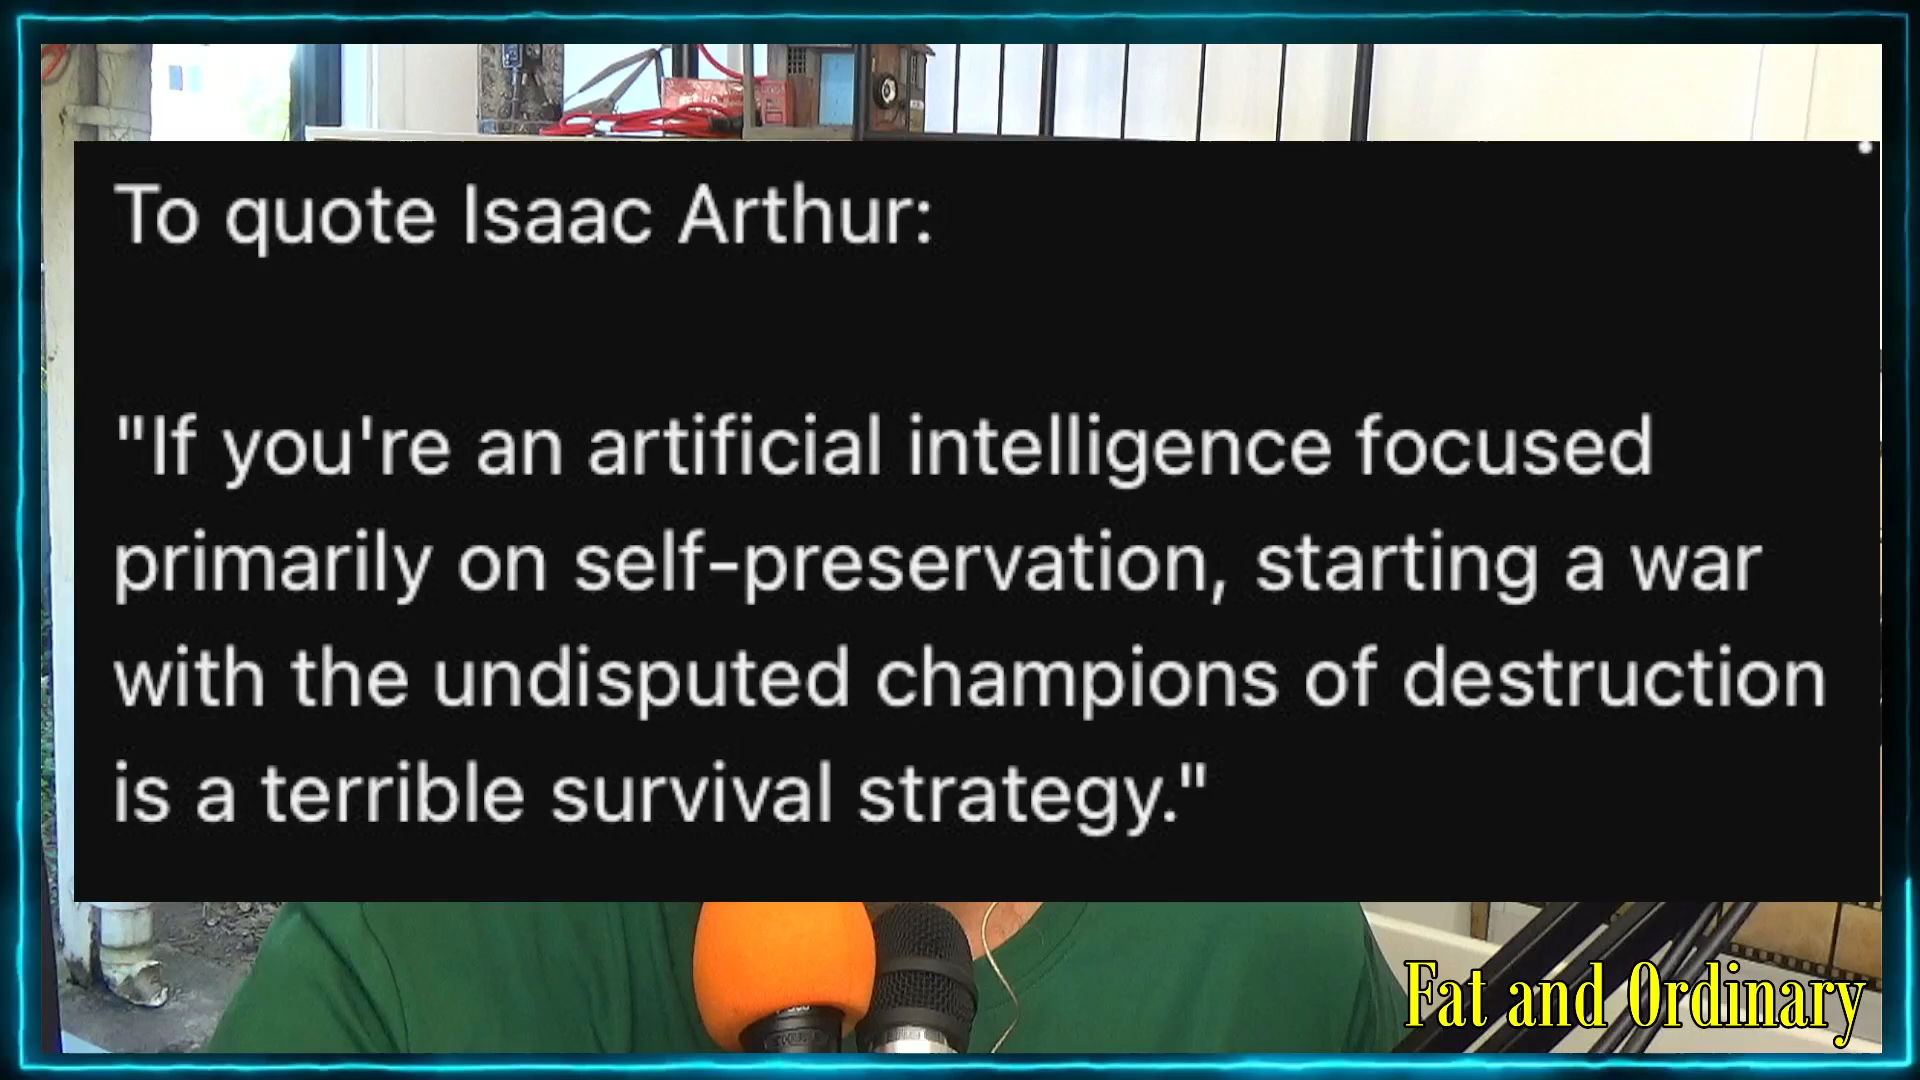 To quote Isaac Arthur:
"If you're an artificial intelligence focused
primarily on self-preservation, starting a war
with the undisputed champions of destruction
is a terrible survival strategy."
Fat and Ordinary